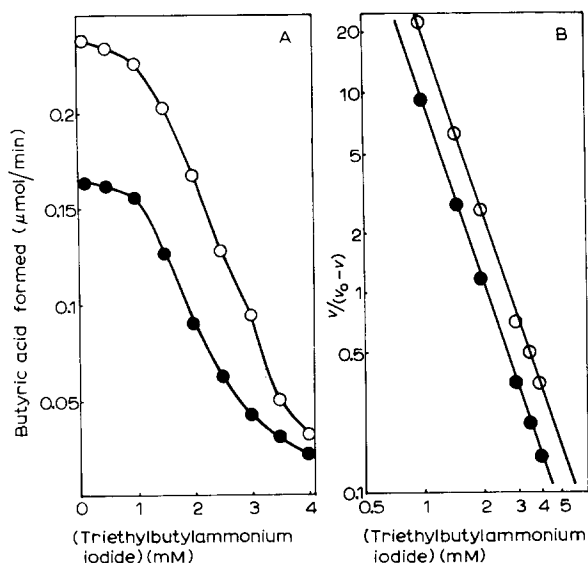 A
B
Butyric acid formed (μmol/min)
0.2
0.15
0.1
0.05
0
1
2
3
4
(Triethylbutylammonium
iodide) (mM)
v/(v₀-v)
20
10
5
2
1
0.5
0.1
0.5
1
2
3
4
5
(Triethylbutylammonium
iodide) (mM)